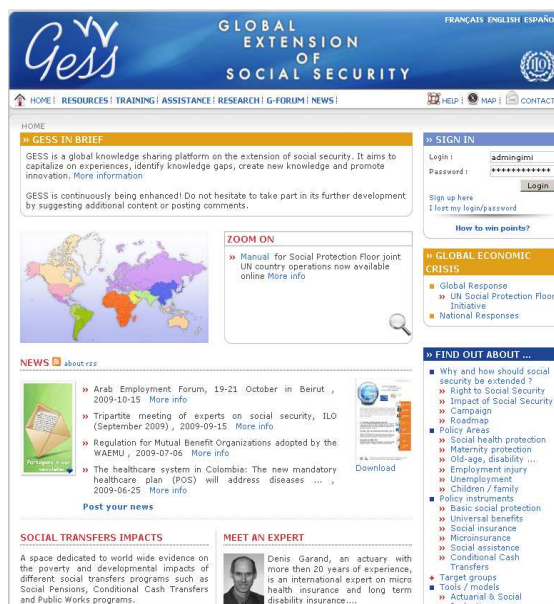 Gess
GLOBAL
EXTENSION
OF
SOCIAL SECURITY
FRANÇAIS ENGLISH ESPAÑO
HOME RESOURCES TRAINING ASSISTANCE RESEARCH G-FORUM NEWS
HELP MAP CONTACT
HOME
» GESS IN BRIEF
GESS is a global knowledge sharing platform on the extension of social security. It aims to
capitalize on experiences, identify knowledge gaps, create new knowledge and promote
innovation. More information
GESS is continuously being enhanced! Do not hesitate to take part in its further development
by suggesting additional content or posting comments.
ZOOM ON
» Manual for Social Protection Floor joint
UN country operations now available
online More info
NEWS about rss
» Arab Employment Forum, 19-21 October in Beirut ,
2009-10-15 More info
» Tripartite meeting of experts on social security, ILO
(September 2009) , 2009-09-15 More info
» Regulation for Mutual Benefit Organizations adopted by the
WAEMU , 2009-07-06 More info
» The healthcare system in Colombia: The new mandatory
healthcare plan (POS) will address diseases ... ,
2009-06-25 More info
Post your news
Download
SOCIAL TRANSFERS IMPACTS
A space dedicated to world wide evidence on
the poverty and developmental impacts of
different social transfers programs such as
Social Pensions, Conditional Cash Transfers
and Public Works programs.
MEET AN EXPERT
Denis Garand, an actuary with
more then 20 years of experience,
is an international expert on micro
health insurance and long term
disability insurance....
» SIGN IN
Login : admingimi
Password : ************
Login
Sign up here
I lost my login/password
How to win points?
» GLOBAL ECONOMIC
CRISIS
Global Response
» UN Social Protection Floor
Initiative
National Responses
» FIND OUT ABOUT ...
Why and how should social
security be extended ?
» Right to Social Security
» Impact of Social Security
» Campaign
» Roadmap
Policy Areas
» Social health protection
» Maternity protection
» Old-age, disability ...
» Employment injury
» Unemployment
» Children / family
Policy instruments
» Basic social protection
» Universal benefits
» Social insurance
» Microinsurance
» Social assistance
» Conditional Cash
Transfers
Target groups
Tools / models
» Actuarial & Social